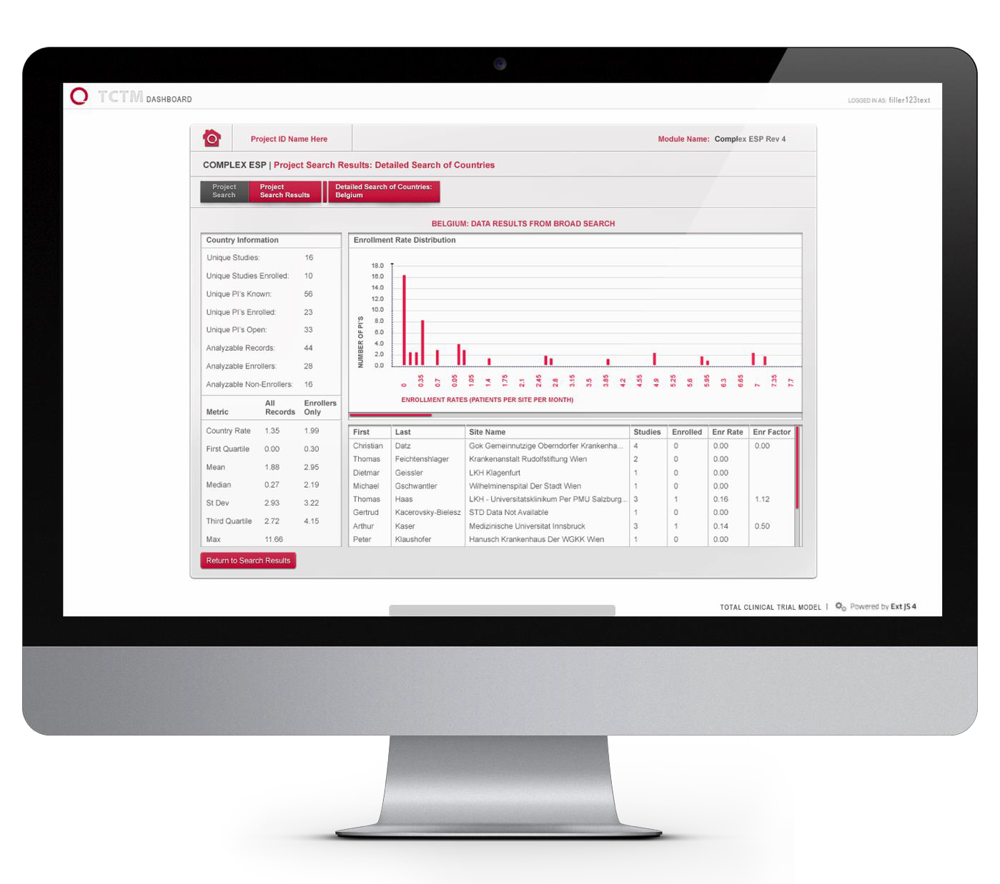 TCTM DASHBOARD
LOGGED IN AS: filler123text
Project ID Name Here
Module Name: Complex ESP Rev 4
COMPLEX ESP | Project Search Results: Detailed Search of Countries
Project
Search
Project
Search Results
Detailed Search of Countries:
Belgium
BELGIUM: DATA RESULTS FROM BROAD SEARCH
Country Information
Unique Studies: 16
Unique Studies Enrolled: 10
Unique PI's Known: 56
Unique PI's Enrolled: 23
Unique PI's Open: 33
Analyzable Records: 44
Analyzable Enrollers: 28
Analyzable Non-Enrollers: 16
Metric All Records Enrollers Only
Country Rate 1.35 1.99
First Quartile 0.00 0.30
Mean 1.88 2.95
Median 0.27 2.19
St Dev 2.93 3.22
Third Quartile 2.72 4.15
Max 11.66
Enrollment Rate Distribution
NUMBER OF PI'S
18.0
16.0
14.0
12.0
10.0
8.0
6.0
4.0
2.0
0.0
0 0.35 0.7 0.05 1.05 1.4 1.75 2.1 2.45 2.8 3.15 3.5 3.85 4.2 4.55 4.9 5.25 5.6 5.95 6.3 6.65 7 7.35 7.7
ENROLLMENT RATES (PATIENTS PER SITE PER MONTH)
First Last Site Name Studies Enrolled Enr Rate Enr Factor
Christian Datz Gok Gemeinnutzige Oberndorfer Krankenha... 4 0 0.00 0.00
Thomas Feichtenshlager Krankenanstalt Rudolfstiftung Wien 2 0 0.00
Dietmar Geissler LKH Klagenfurt 1 0 0.00
Michael Gschwantler Wilhelminenspital Der Stadt Wien 1 0 0.00
Thomas Haas LKH - Universitatsklinikum Per PMU Salzburg... 3 1 0.16 1.12
Gertrud Kacerovsky-Bielesz STD Data Not Available 1 0 0.00
Arthur Kaser Medizinische Universitat Innsbruck 3 1 0.14 0.50
Peter Klaushofer Hanusch Krankenhaus Der WGKK Wien 1 0 0.00
Return to Search Results
TOTAL CLINICAL TRIAL MODEL | Powered by Ext JS 4